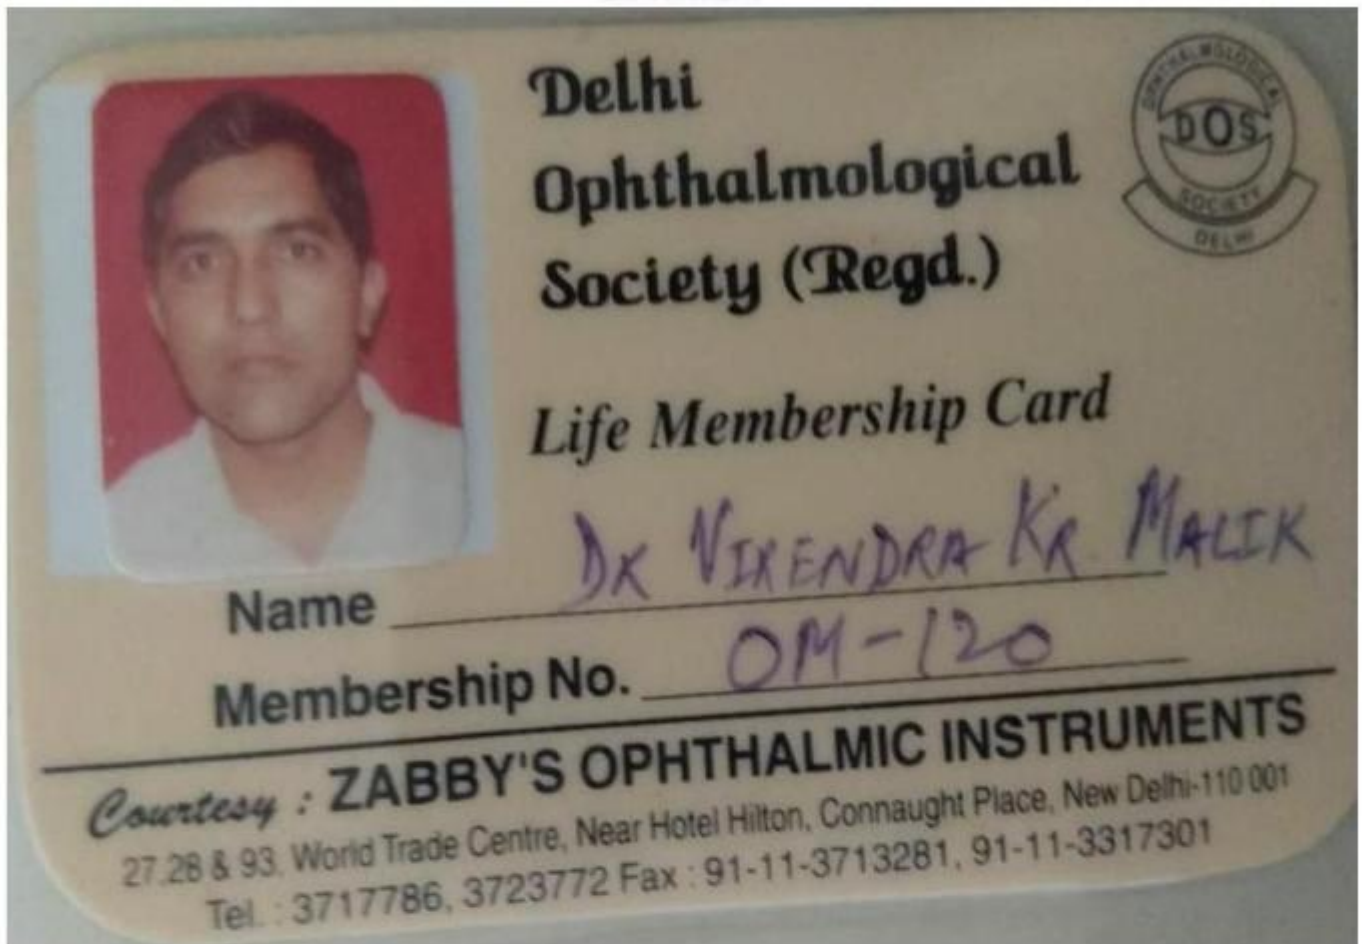 Delhi
Ophthalmological
Society (Regd.)
OPHTHALMOLOGICAL
DOS
SOCIETY
DELHI
Life Membership Card
Name DR VIRENDRA KR MALIK
Membership No. OM-120
Courtesy : ZABBY'S OPHTHALMIC INSTRUMENTS
27.28 & 93, World Trade Centre, Near Hotel Hilton, Connaught Place, New Delhi-110 001
Tel. : 3717786, 3723772 Fax : 91-11-3713281, 91-11-3317301